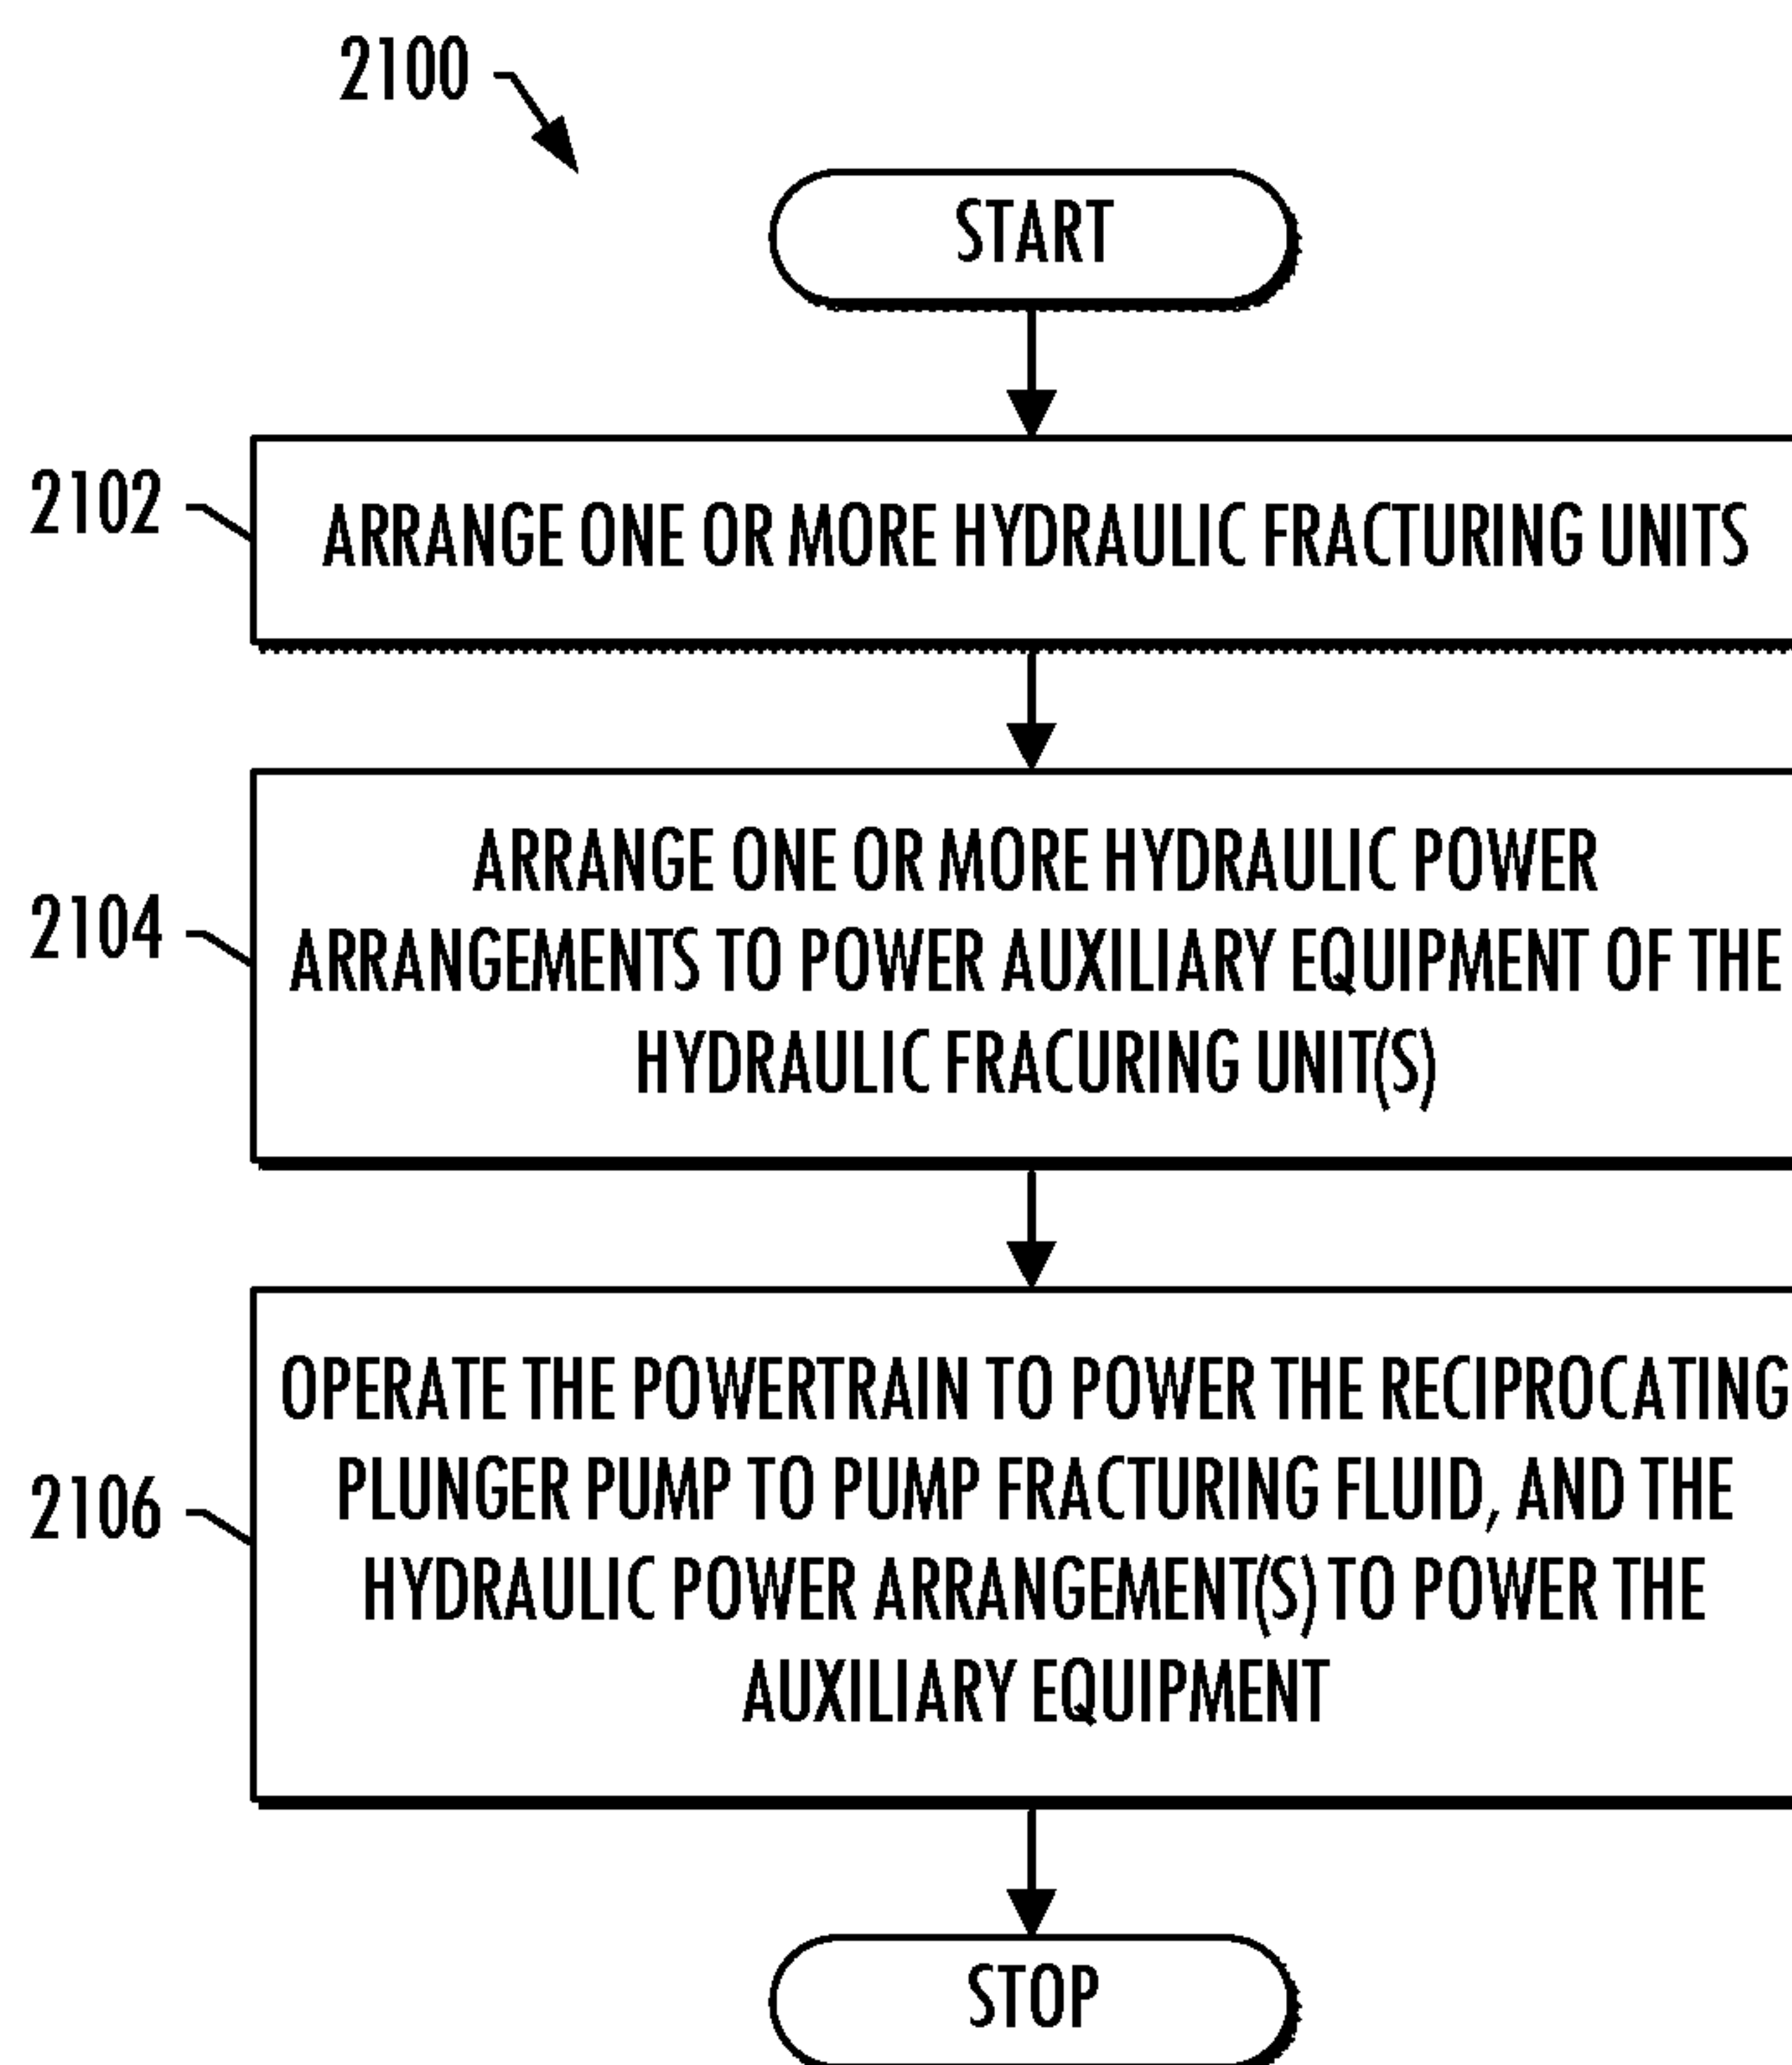 2100
START
2102
ARRANGE ONE OR MORE HYDRAULIC FRACTURING UNITS
2104
ARRANGE ONE OR MORE HYDRAULIC POWER
ARRANGEMENTS TO POWER AUXILIARY EQUIPMENT OF THE
HYDRAULIC FRACURING UNIT(S)
2106
OPERATE THE POWERTRAIN TO POWER THE RECIPROCATING
PLUNGER PUMP TO PUMP FRACTURING FLUID, AND THE
HYDRAULIC POWER ARRANGEMENT(S) TO POWER THE
AUXILIARY EQUIPMENT
STOP